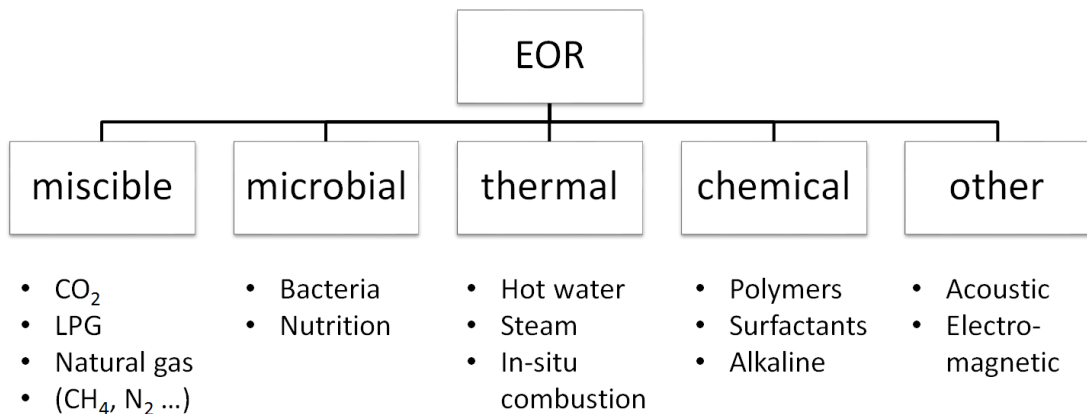 EOR
miscible
microbial
thermal
chemical
other
• CO₂
• LPG
• Natural gas
• (CH₄, N₂ ...)
• Bacteria
• Nutrition
• Hot water
• Steam
• In-situ
combustion
• Polymers
• Surfactants
• Alkaline
• Acoustic
• Electro-
magnetic